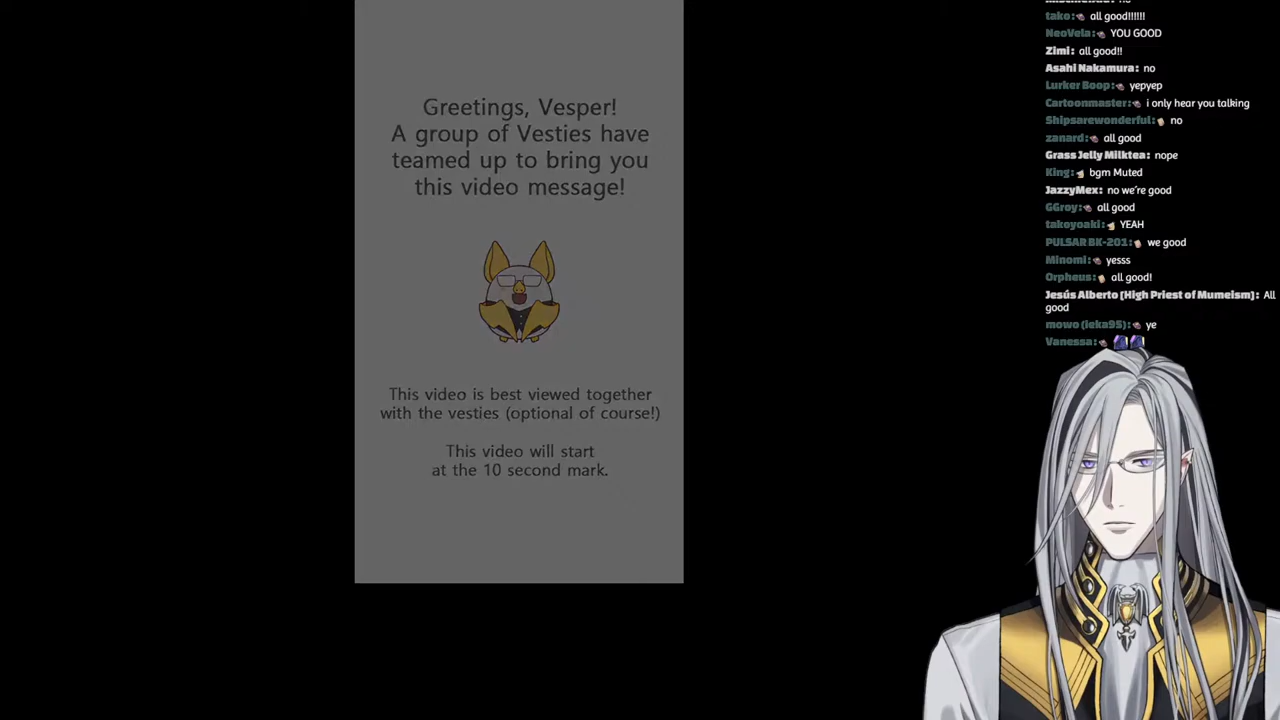 Greetings, Vesper!
A group of Vesties have
teamed up to bring you
this video message!
This video is best viewed together
with the vesties (optional of course!)
This video will start
at the 10 second mark.
tako: all good!!!!!!
NeoVela: YOU GOOD
Zimi: all good!!
Asahi Nakamura: no
Lurker Boop: yepyep
Cartoonmaster: i only hear you talking
Shipsarewonderful: no
zanard: all good
Grass Jelly Milktea: nope
King: bgm Muted
JazzyMex: no we're good
GGroy: all good
takoyoaki: YEAH
PULSAR BK-201: we good
Minomi: yesss
Orpheus: all good!
Jesús Alberto (High Priest of Mumeism): All
good
mowo (ieka95): ye
Vanessa: